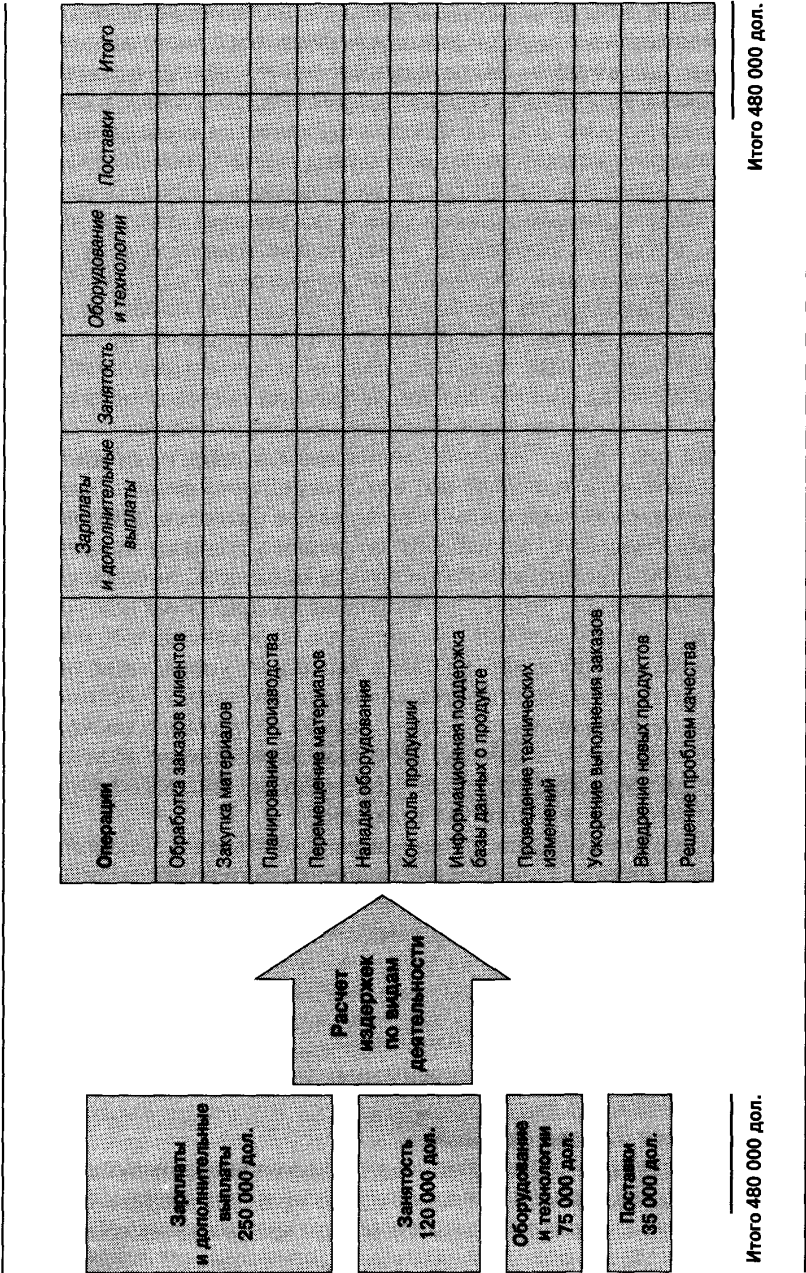 Зарплаты
и дополнительные
выплаты
250 000 дол.
Занятость
120 000 дол.
Оборудование
и технологии
75 000 дол.
Поставки
35 000 дол.
Итого 480 000 дол.
Расчет
издержек
по видам
деятельности
Операции
Зарплаты
и дополнительные
выплаты
Занятость
Оборудование
и технологии
Поставки
Итого
Обработка заказов клиентов
Закупка материалов
Планирование производства
Перемещение материалов
Наладка оборудования
Контроль продукции
Информационная поддержка
базы данных о продукте
Проведение технических
изменений
Ускорение выполнения заказов
Внедрение новых продуктов
Решение проблем качества
Итого 480 000 дол.